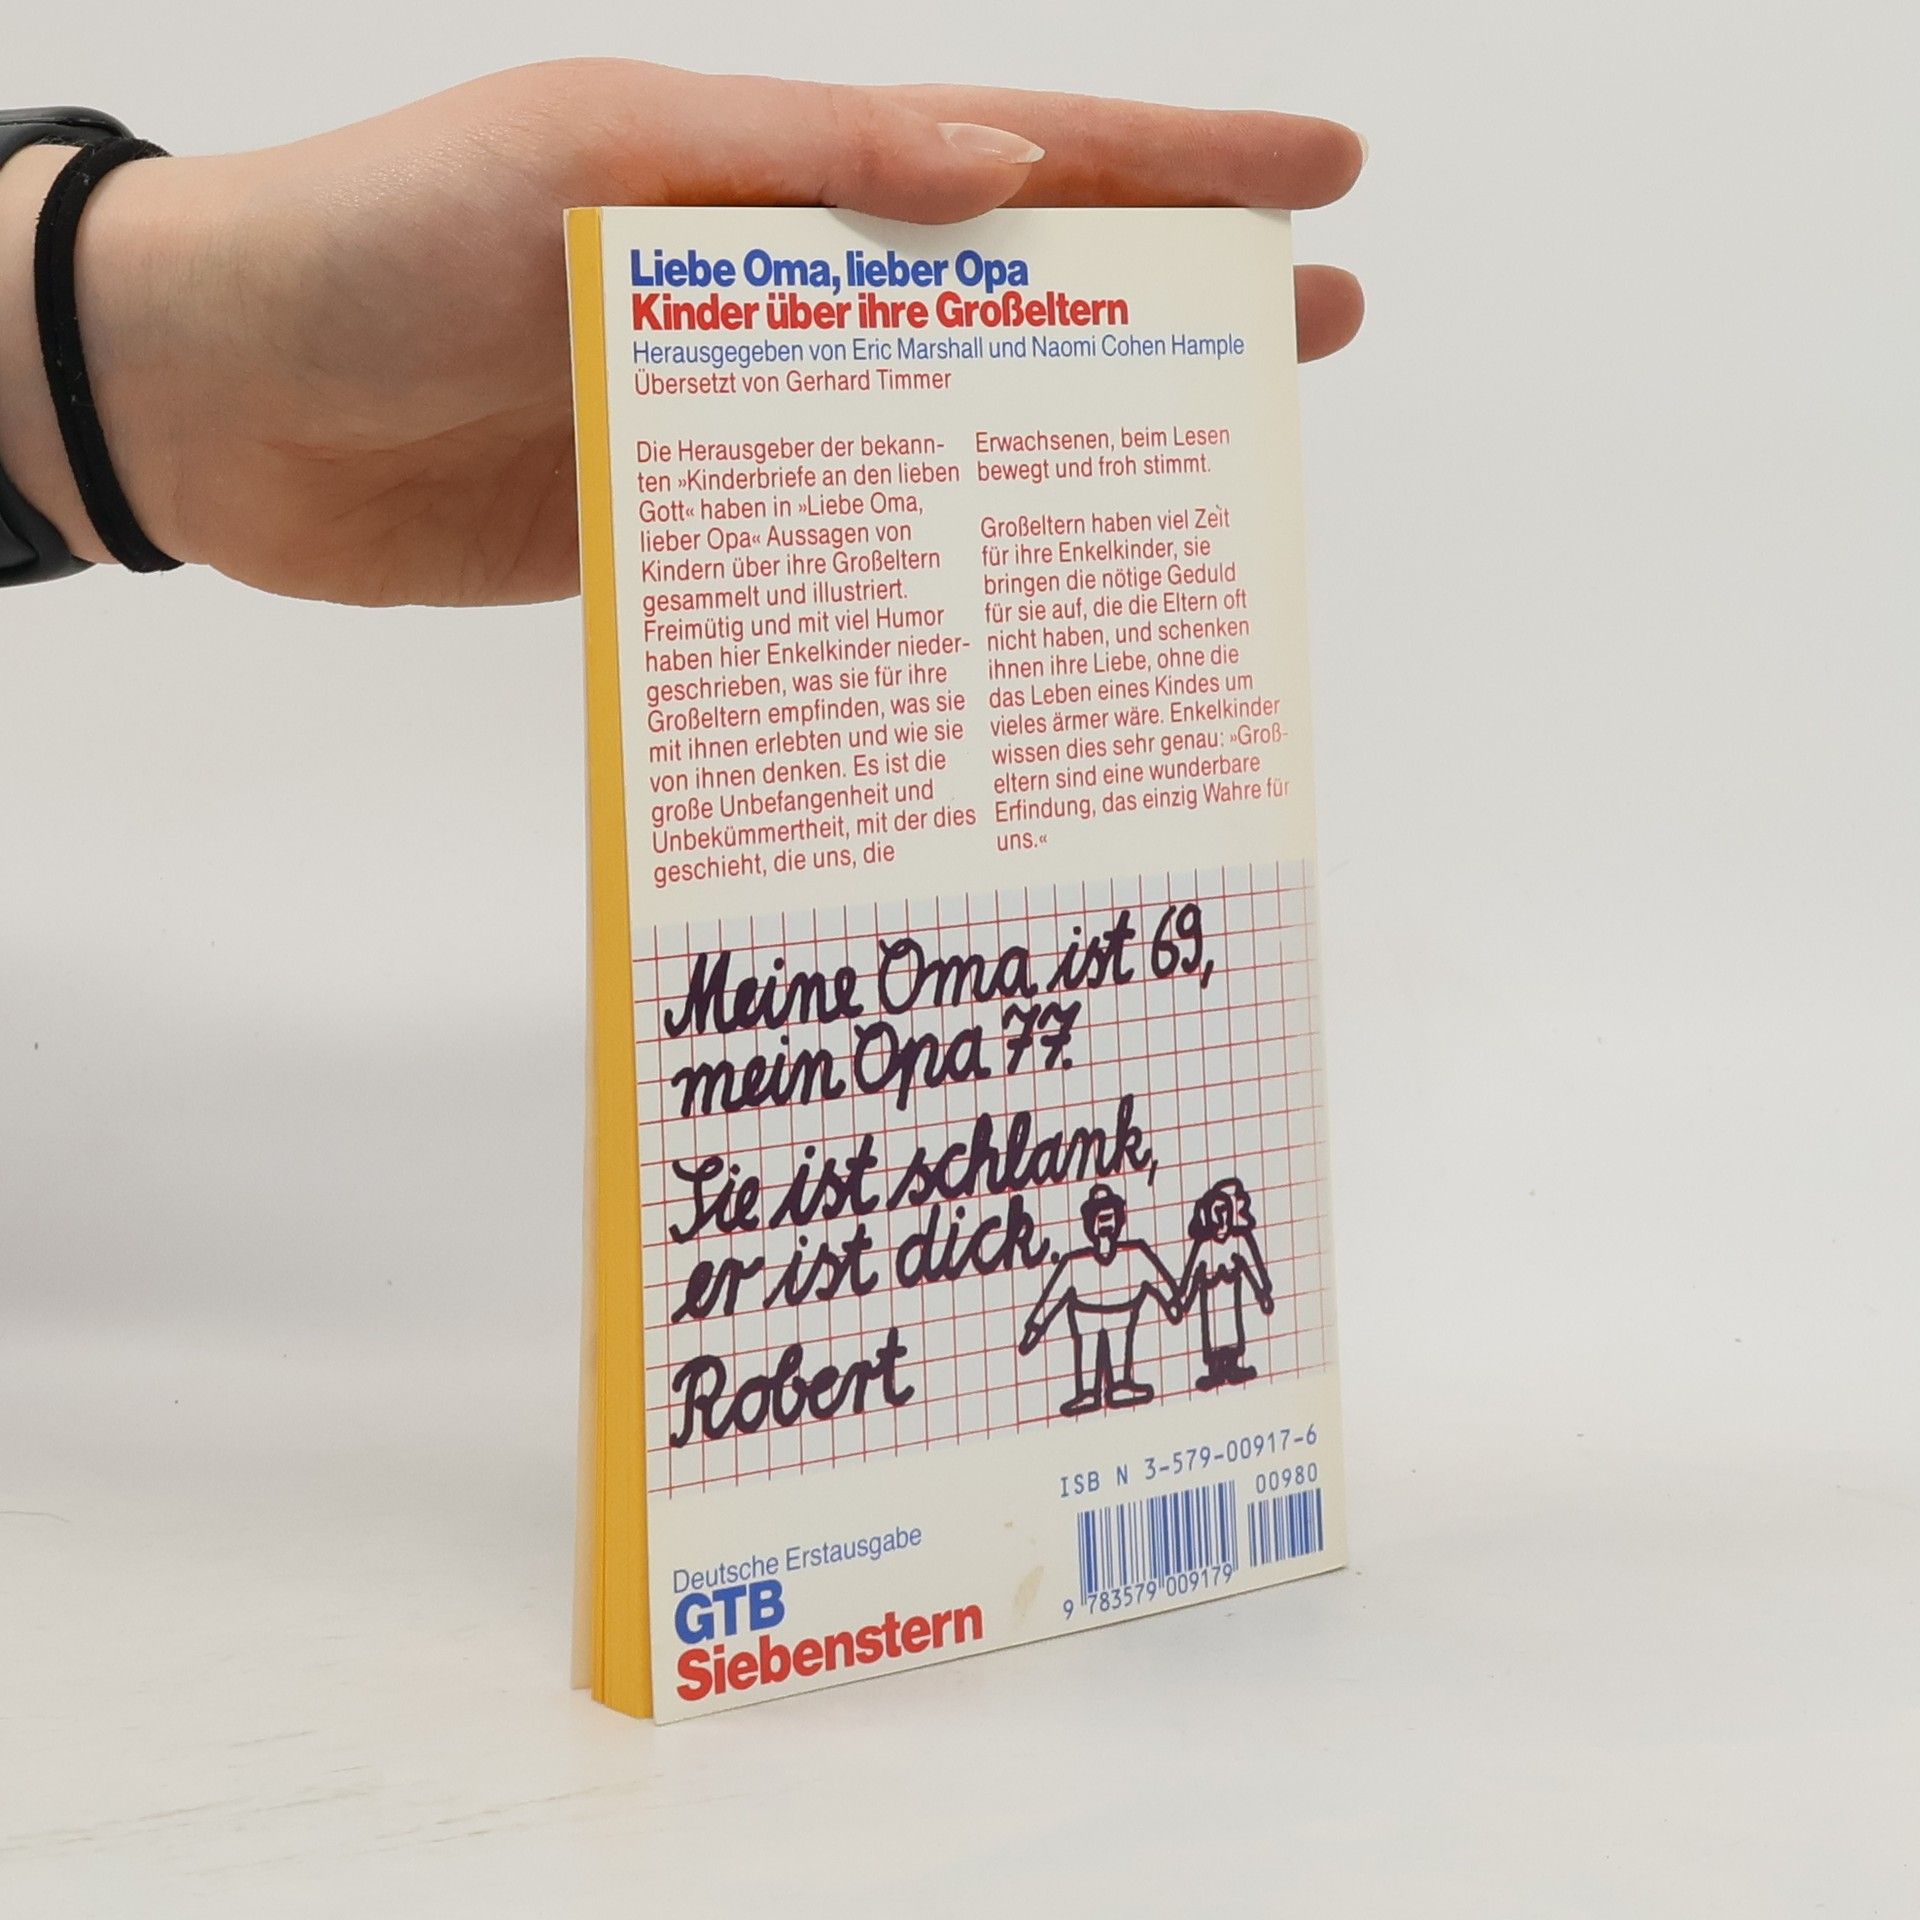 Liebe Oma, lieber Opa
Kinder über ihre Großeltern
Herausgegeben von Eric Marshall und Naomi Cohen Hample
Übersetzt von Gerhard Timmer
Die Herausgeber der bekann-
ten »Kinderbriefe an den lieben
Gott« haben in »Liebe Oma,
lieber Opa« Aussagen von
Kindern über ihre Großeltern
gesammelt und illustriert.
Freimütig und mit viel Humor
haben hier Enkelkinder nieder-
geschrieben, was sie für ihre
Großeltern empfinden, was sie
mit ihnen erlebten und wie sie
von ihnen denken. Es ist die
große Unbefangenheit und
Unbekümmertheit, mit der dies
geschieht, die uns, die
Erwachsenen, beim Lesen
bewegt und froh stimmt.
Großeltern haben viel Zeit
für ihre Enkelkinder, sie
bringen die nötige Geduld
für sie auf, die die Eltern oft
nicht haben, und schenken
ihnen ihre Liebe, ohne die
das Leben eines Kindes um
vieles ärmer wäre. Enkelkinder
wissen dies sehr genau: »Groß-
eltern sind eine wunderbare
Erfindung, das einzig Wahre für
uns.«
Meine Oma ist 69,
mein Opa 77.
Sie ist schlank,
er ist dick.
Robert
ISBN 3-579-00917-6
00980
9 783579 009179
Deutsche Erstausgabe
GTB
Siebenstern